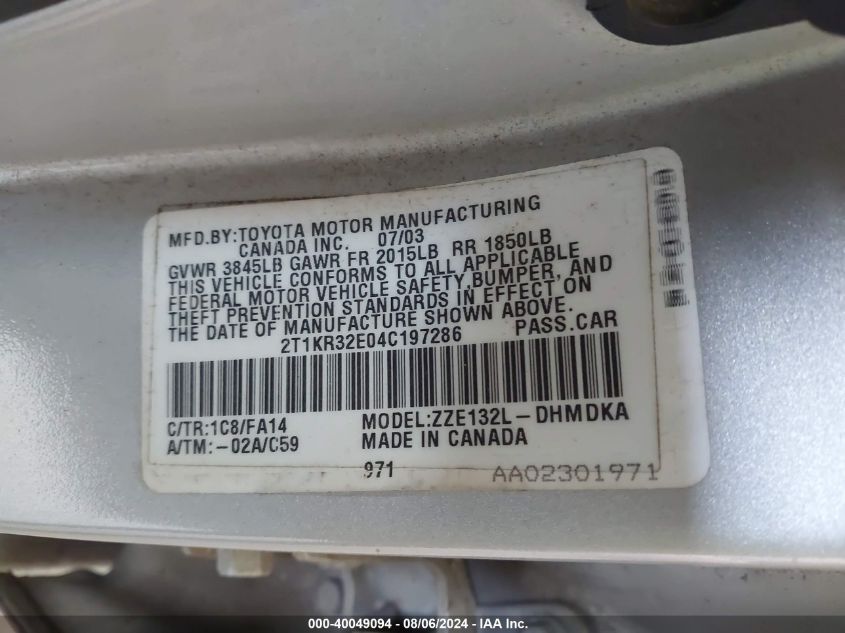 MFD.BY:TOYOTA MOTOR MANUFACTURING
CANADA INC. 07/03
GVWR 3845LB GAWR FR 2015LB RR 1850LB
THIS VEHICLE CONFORMS TO ALL APPLICABLE
FEDERAL MOTOR VEHICLE SAFETY,BUMPER, AND
THEFT PREVENTION STANDARDS IN EFFECT ON
THE DATE OF MANUFACTURE SHOWN ABOVE.
2T1KR32E04C197286 PASS.CAR
C/TR:1C8/FA14 MODEL:ZZE132L-DHMDKA
A/TM:-02A/C59 MADE IN CANADA
971 AA02301971
000-40049094 - 08/06/2024 - IAA Inc.